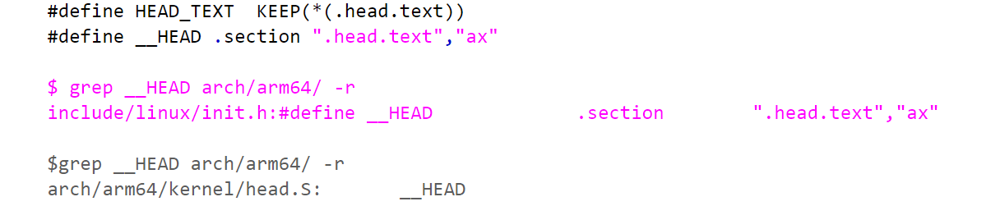 #define HEAD_TEXT  KEEP(*(.head.text))
#define __HEAD .section ".head.text","ax"
$ grep __HEAD arch/arm64/ -r
include/linux/init.h:#define __HEAD             .section        ".head.text","ax"
$grep __HEAD arch/arm64/ -r
arch/arm64/kernel/head.S:       __HEAD